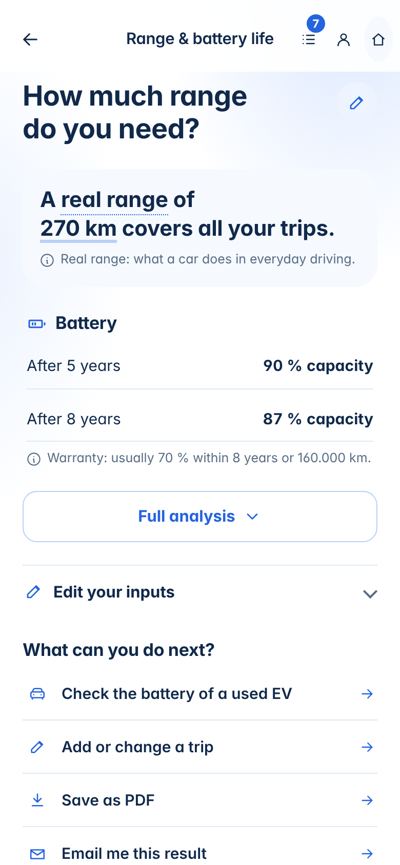 Range & battery life
7
How much range
do you need?
A real range of
270 km covers all your trips.
Real range: what a car does in everyday driving.
Battery
After 5 years 90 % capacity
After 8 years 87 % capacity
Warranty: usually 70 % within 8 years or 160.000 km.
Full analysis
Edit your inputs
What can you do next?
Check the battery of a used EV
Add or change a trip
Save as PDF
Email me this result